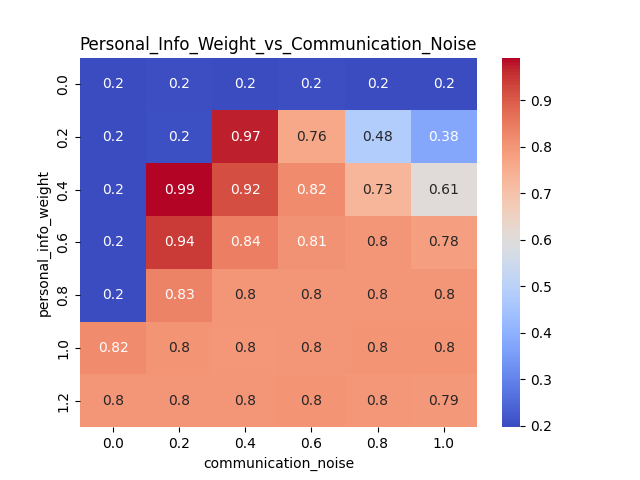 Personal_Info_Weight_vs_Communication_Noise
personal_info_weight
0.0 0.2 0.2 0.2 0.2 0.2 0.2
0.2 0.2 0.2 0.97 0.76 0.48 0.38
0.4 0.2 0.99 0.92 0.82 0.73 0.61
0.6 0.2 0.94 0.84 0.81 0.8 0.78
0.8 0.2 0.83 0.8 0.8 0.8 0.8
1.0 0.82 0.8 0.8 0.8 0.8 0.8
1.2 0.8 0.8 0.8 0.8 0.8 0.79
0.0 0.2 0.4 0.6 0.8 1.0
communication_noise
0.9
0.8
0.7
0.6
0.5
0.4
0.3
0.2